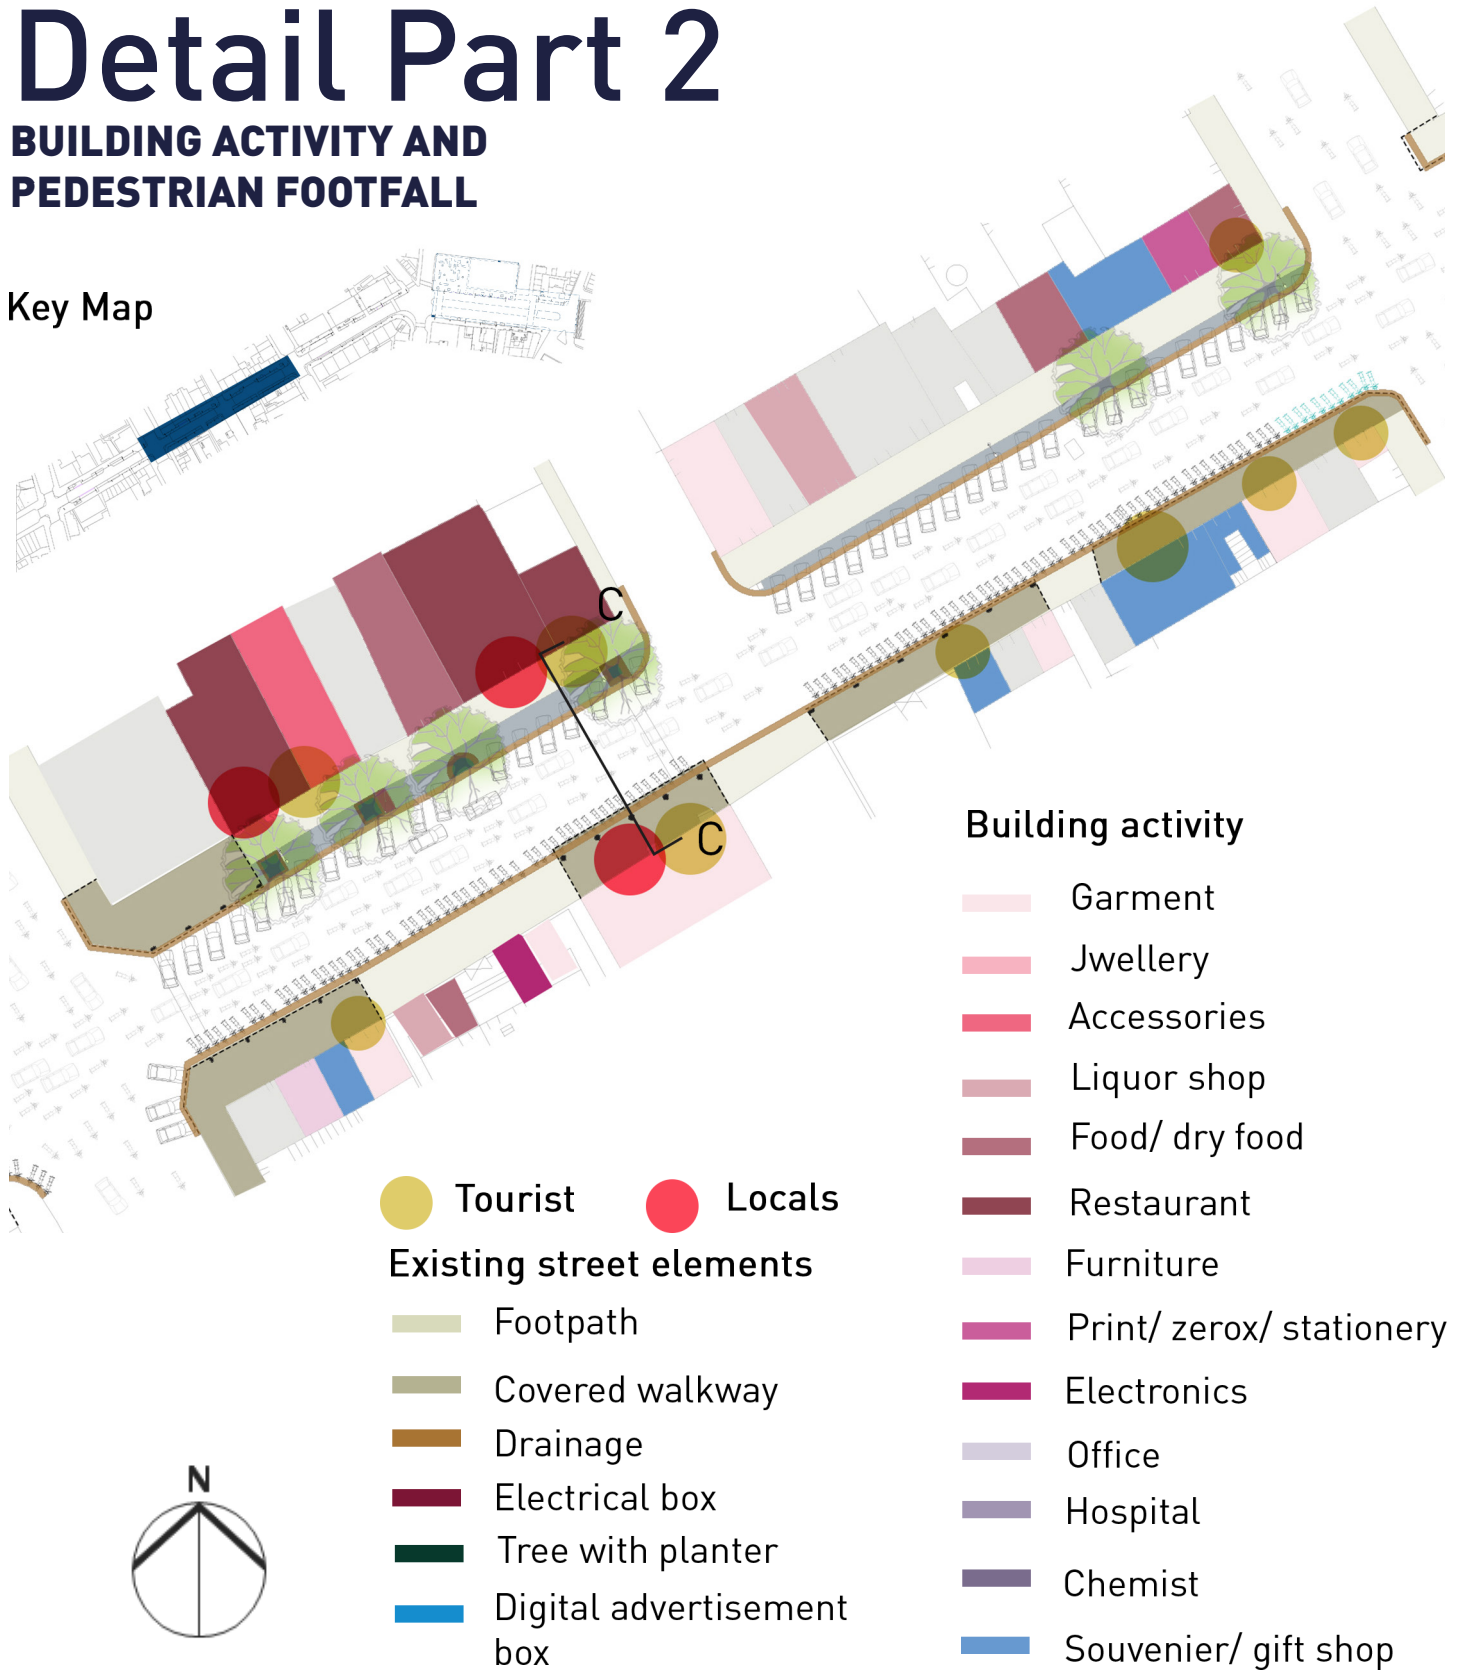 Detail Part 2
BUILDING ACTIVITY AND
PEDESTRIAN FOOTFALL
Key Map
C
C
Tourist
Locals
Existing street elements
Footpath
Covered walkway
Drainage
Electrical box
Tree with planter
Digital advertisement
box
N
Building activity
Garment
Jwellery
Accessories
Liquor shop
Food/ dry food
Restaurant
Furniture
Print/ zerox/ stationery
Electronics
Office
Hospital
Chemist
Souvenier/ gift shop